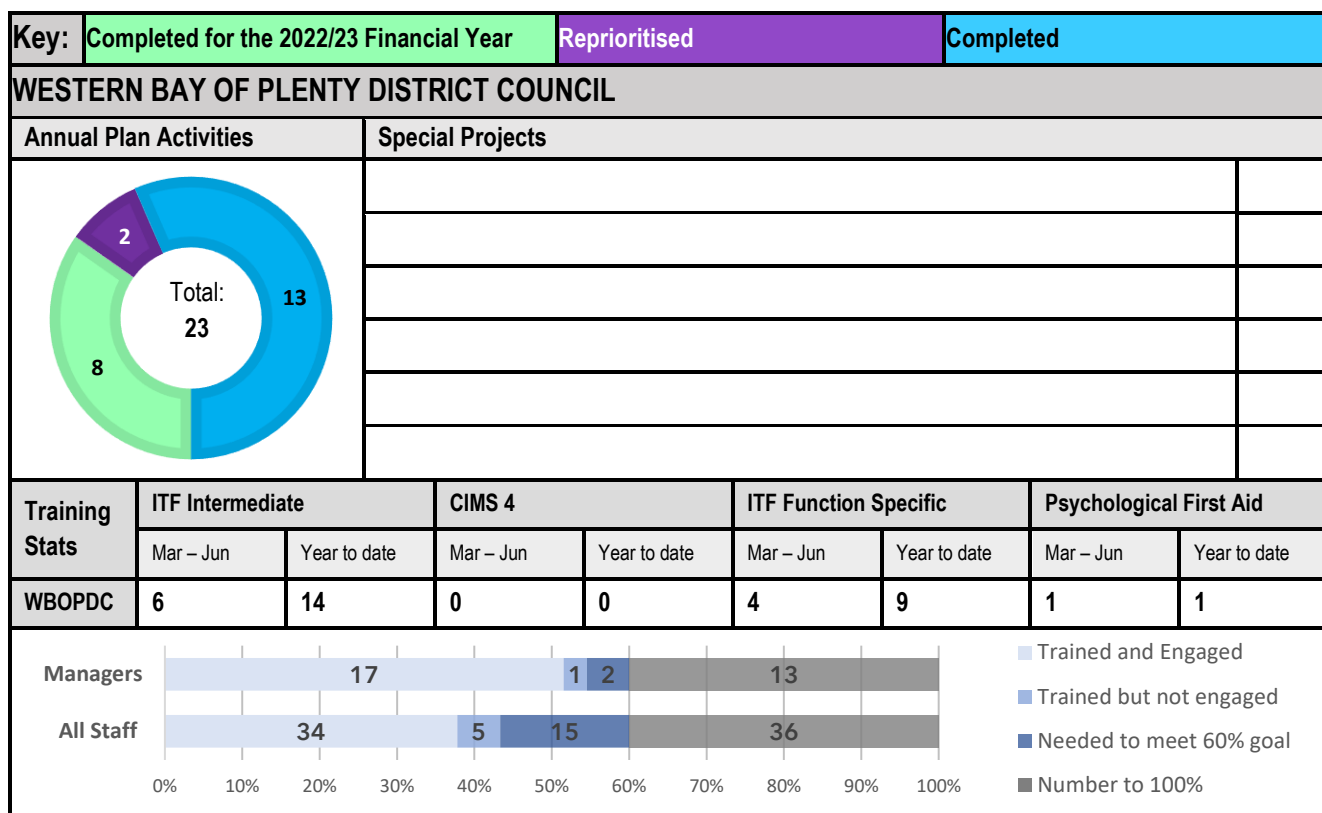 Key: Completed for the 2022/23 Financial Year Reprioritised Completed
WESTERN BAY OF PLENTY DISTRICT COUNCIL
Annual Plan Activities Special Projects
2
Total:
23
13
8
Training Stats ITF Intermediate CIMS 4 ITF Function Specific Psychological First Aid
Mar – Jun Year to date Mar – Jun Year to date Mar – Jun Year to date Mar – Jun Year to date
WBOPDC 6 14 0 0 4 9 1 1
Managers 17 1 2 13
All Staff 34 5 15 36
0% 10% 20% 30% 40% 50% 60% 70% 80% 90% 100%
Trained and Engaged
Trained but not engaged
Needed to meet 60% goal
Number to 100%